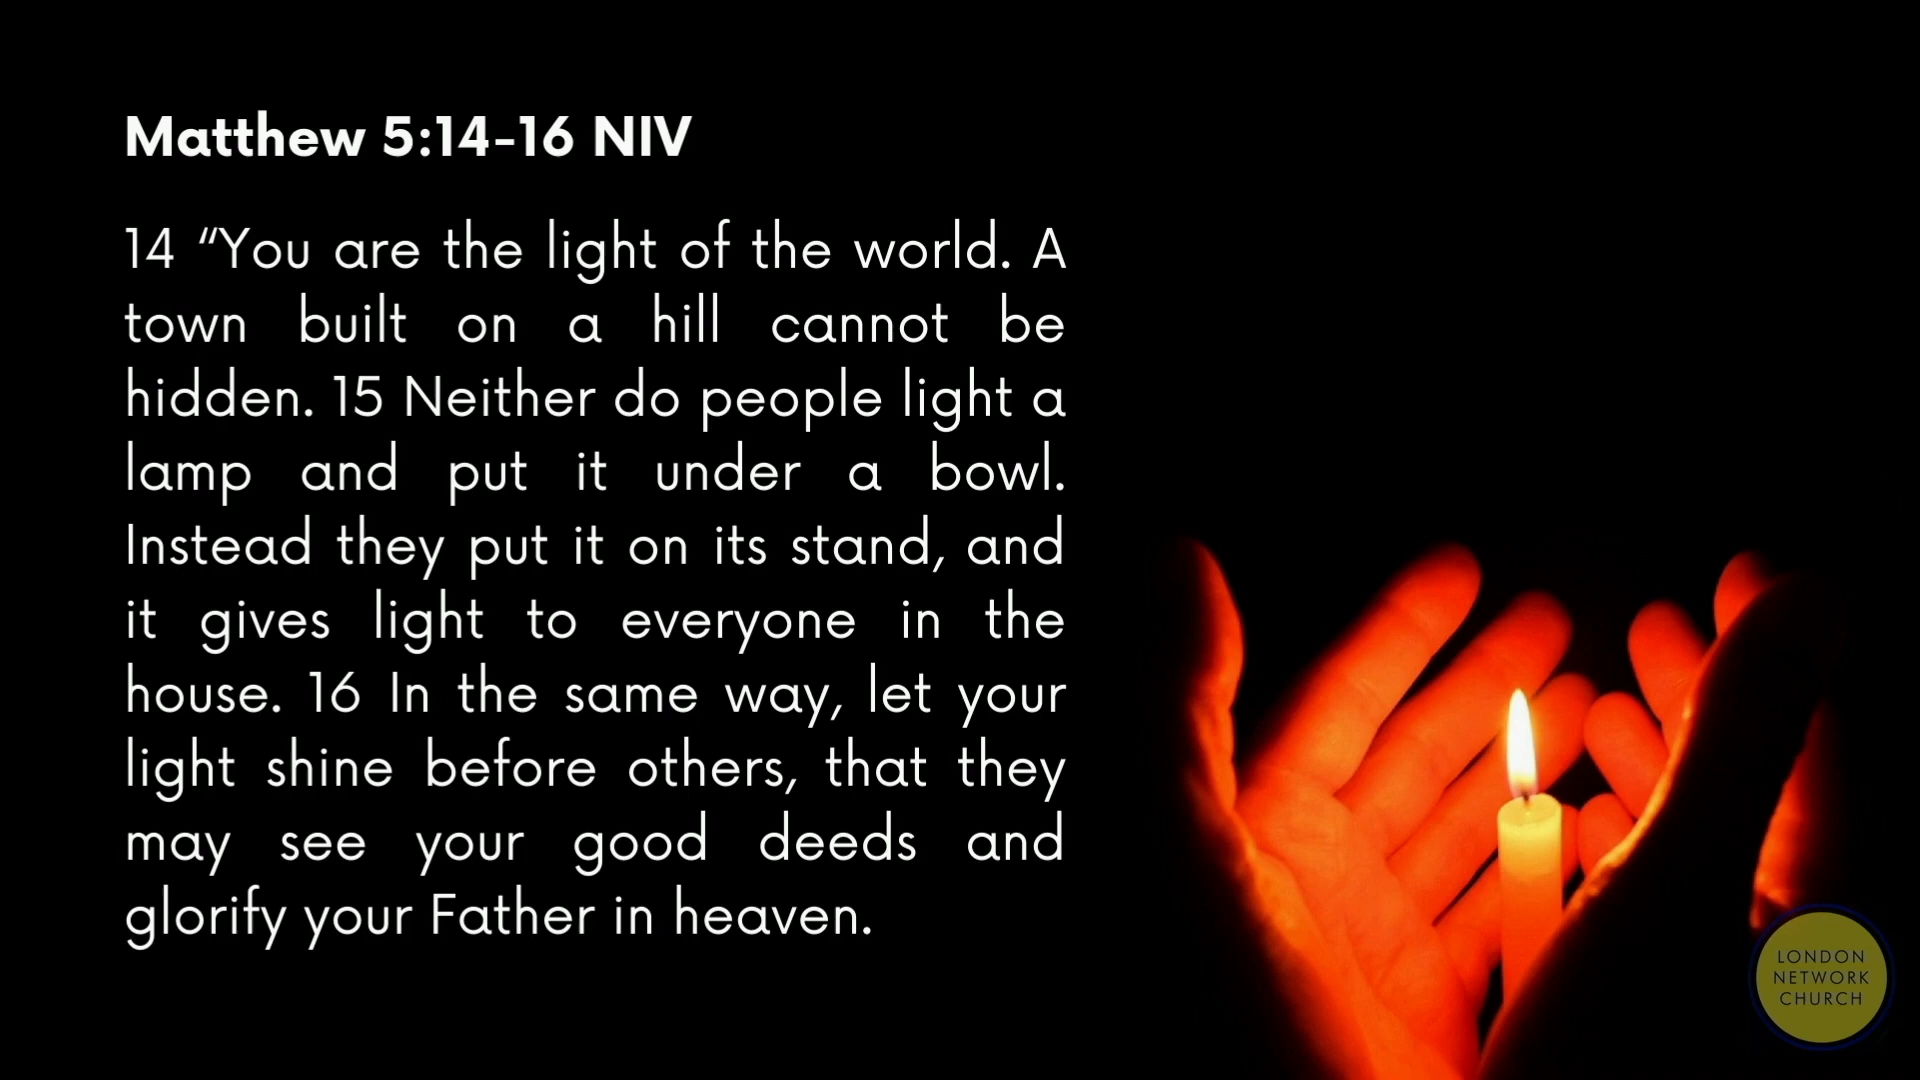 Matthew 5:14-16 NIV
14 “You are the light of the world. A
town built on a hill cannot be
hidden. 15 Neither do people light a
lamp and put it under a bowl.
Instead they put it on its stand, and
it gives light to everyone in the
house. 16 In the same way, let your
light shine before others, that they
may see your good deeds and
glorify your Father in heaven.
LONDON
NETWORK
CHURCH